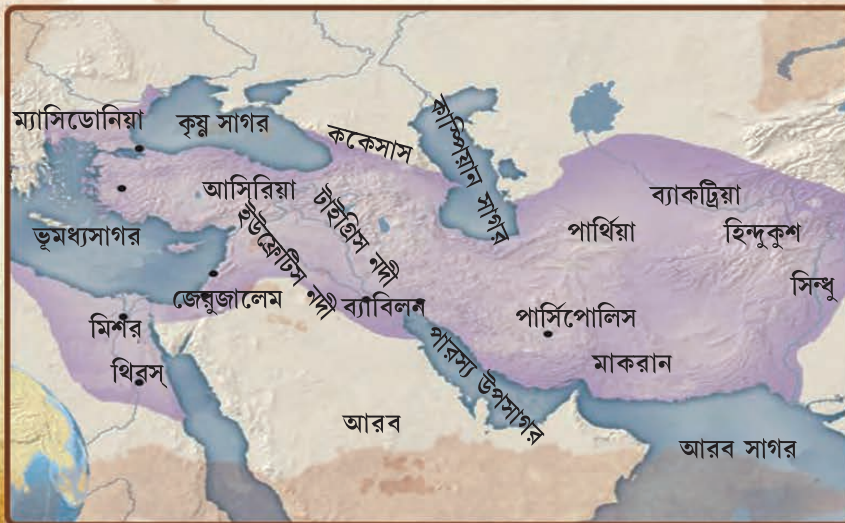 ম্যাসিডোনিয়া
কৃষ্ণ সাগর
ককেসাস
কাস্পিয়ান সাগর
আসিরিয়া
টাইগ্রিস নদী
ইউফ্রেটিস নদী
ব্যাকট্রিয়া
পার্থিয়া
হিন্দুকুশ
ভূমধ্যসাগর
সিন্ধু
জেরুজালেম
ব্যাবিলন
পার্সিপোলিস
মিশর
থিবস্
মাকরান
পারস্য উপসাগর
আরব
আরব সাগর